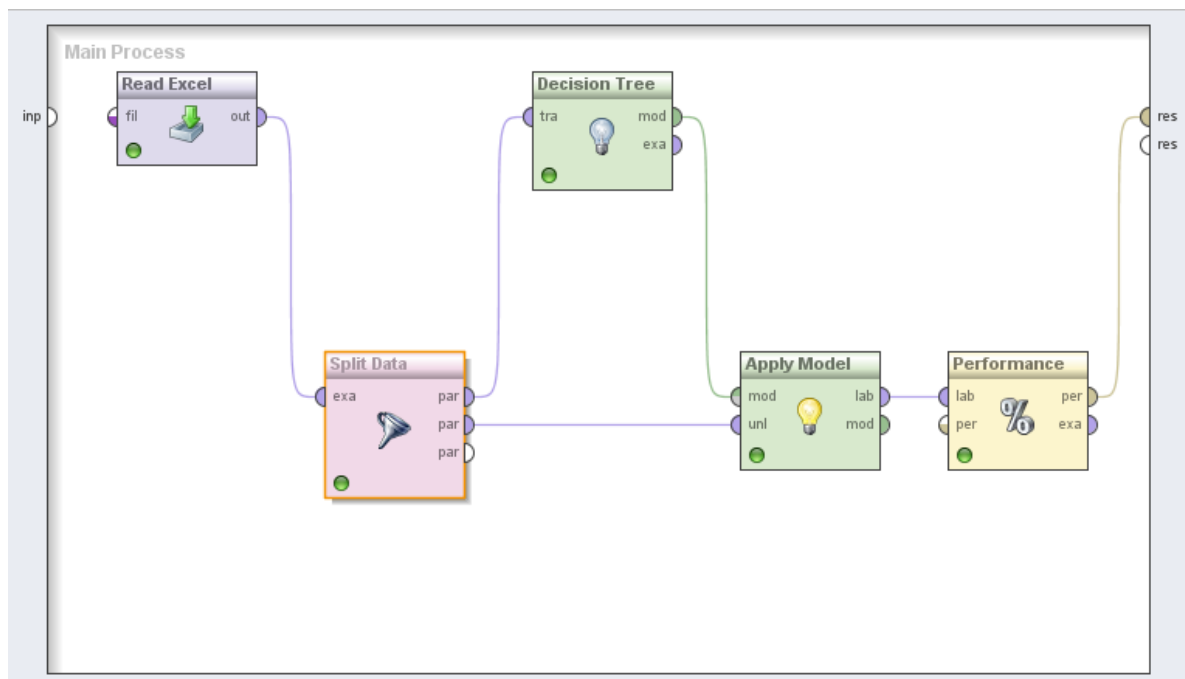 Main Process
Read Excel
inp
fil
out
Decision Tree
tra
mod
exa
res
res
Split Data
exa
par
par
par
Apply Model
mod
lab
unl
mod
Performance
%
lab
per
per
exa